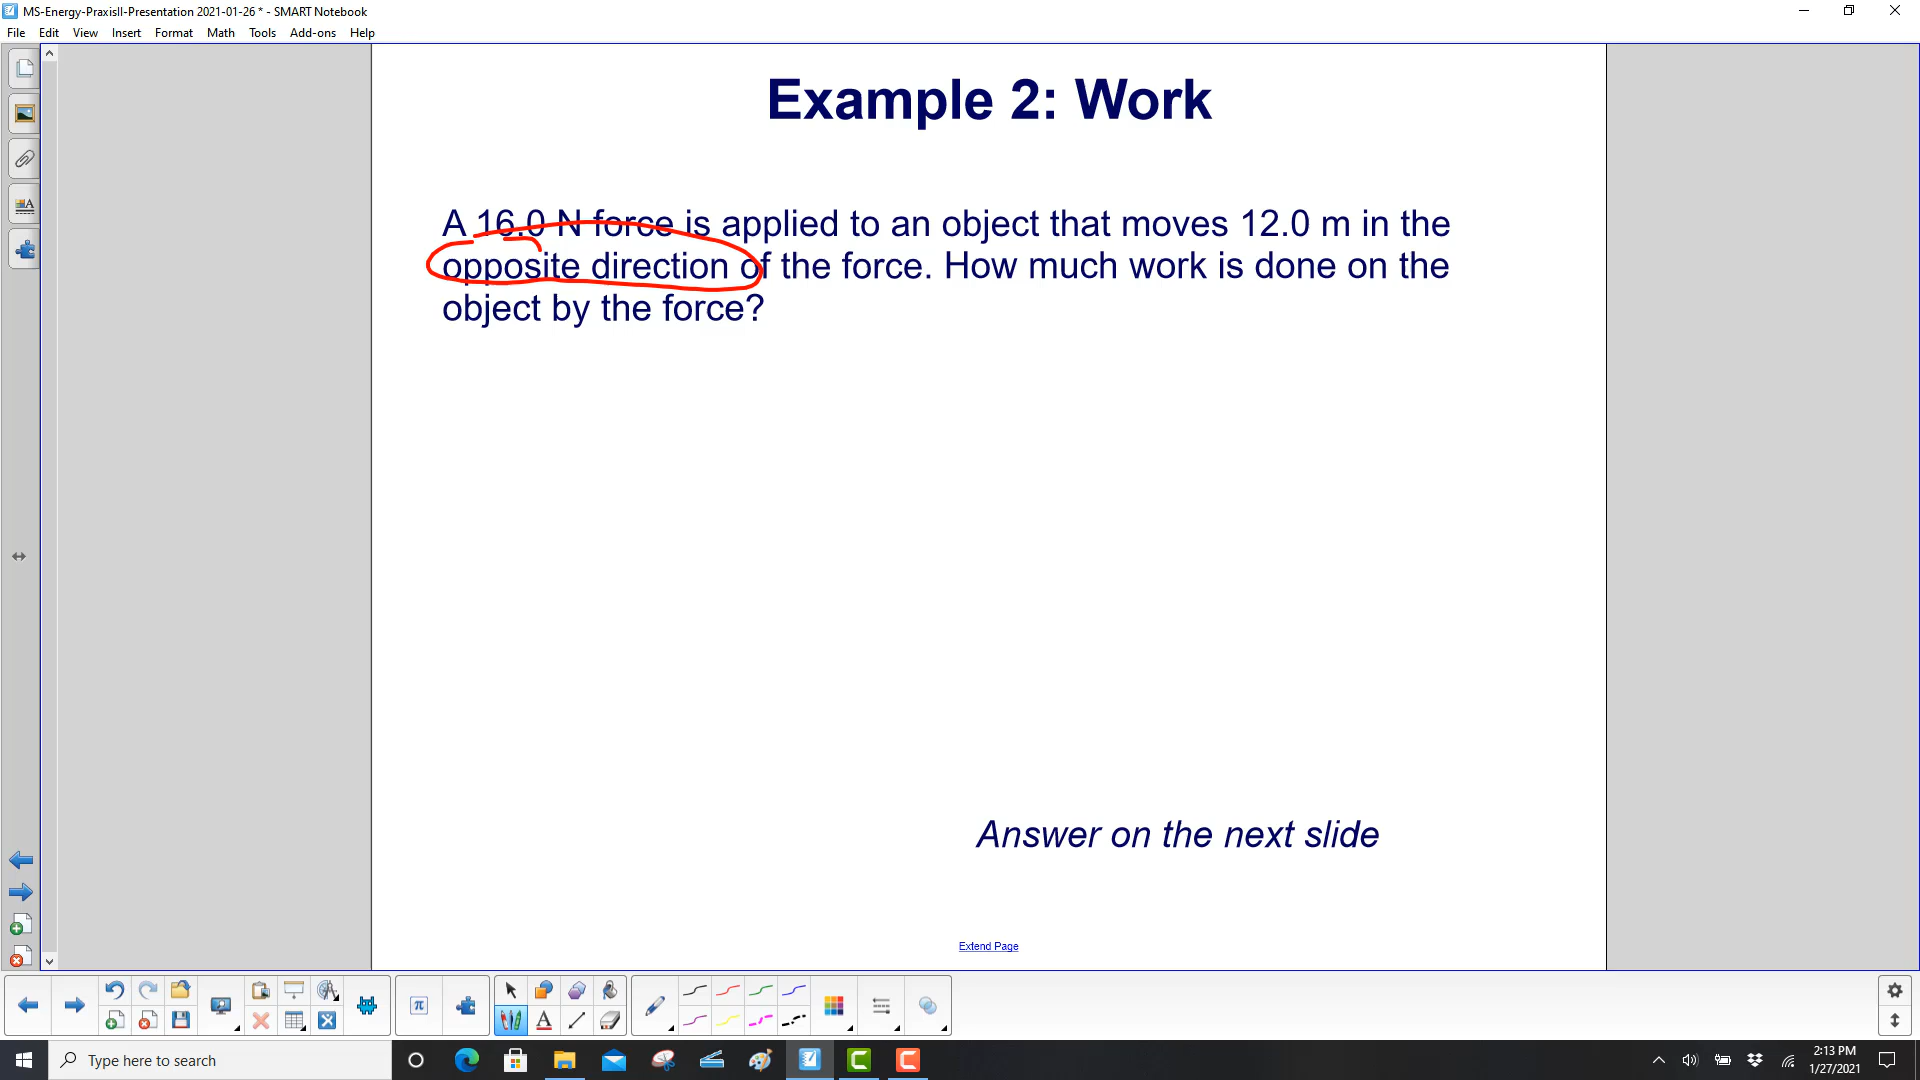 MS-Energy-PraxisII-Presentation 2021-01-26 * - SMART Notebook
File Edit View Insert Format Math Tools Add-ons Help
Example 2: Work
A 16.0 N force is applied to an object that moves 12.0 m in the
opposite direction of the force. How much work is done on the
object by the force?
Answer on the next slide
Extend Page
Type here to search
2:13 PM
1/27/2021